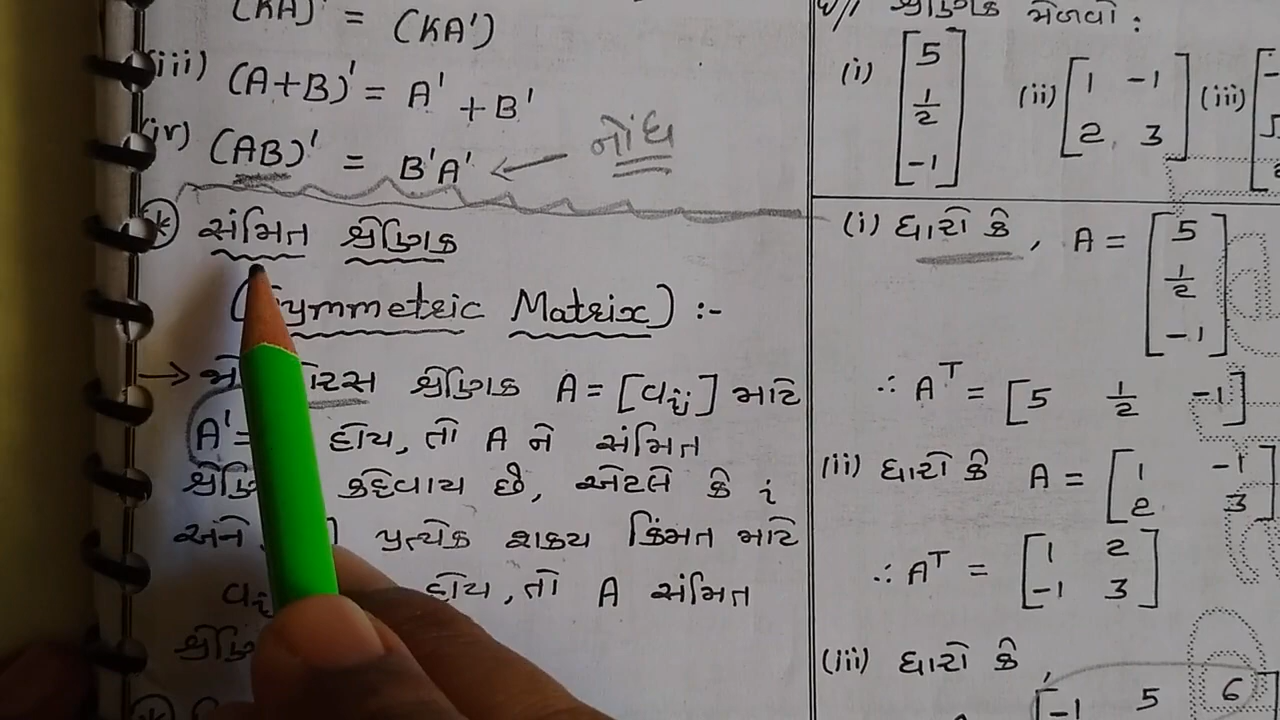 (KA)' = (KA')
(iii) (A+B)' = A' + B'
(iv) (AB)' = B'A' ← નોંધ
* સંમિત શ્રેણિક
(Symmetric Matrix) :-
→ શ્રેણિક A = [aij] માટે
A' = હોય, તો A ને સંમિત
કહેવાય છે, એટલે કે i
અને પ્રત્યેક શક્ય કિંમત માટે
હોય, તો A સંમિત
શ્રેણિક મેળવો :
(i) [5 1/2 -1] (ii) [1 -1 2 3] (iii)
(i) ધારો કે, A = [5 1/2 -1]
∴ A^T = [5 1/2 -1]
(ii) ધારો કે A = [1 -1 2 3]
∴ A^T = [1 2 -1 3]
(iii) ધારો કે,
[-1 5 6